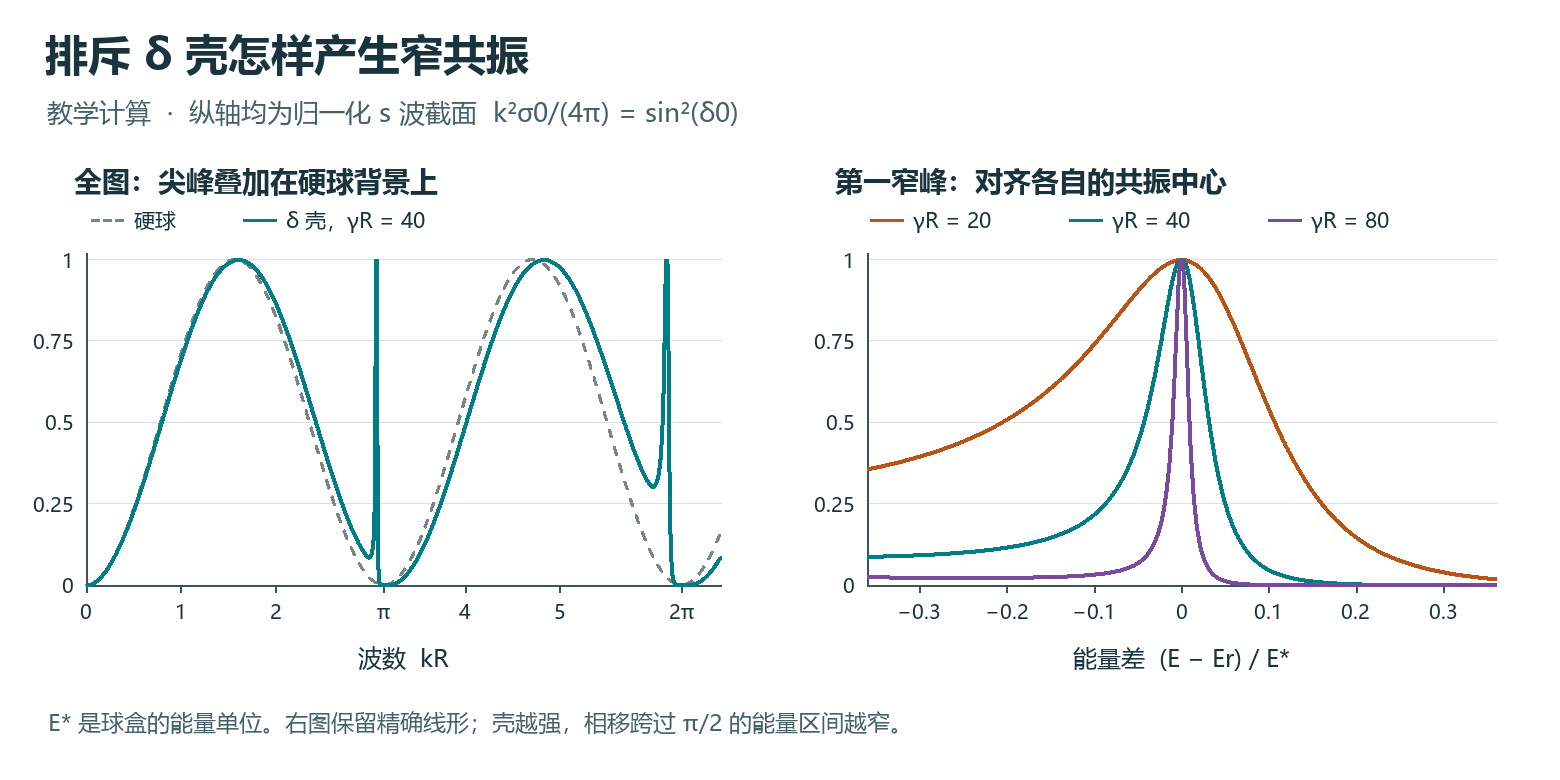 排斥 δ 壳怎样产生窄共振
教学计算 · 纵轴均为归一化 s 波截面 k²σ0/(4π) = sin²(δ0)
全图：尖峰叠加在硬球背景上
硬球
δ 壳，γR = 40
1
0.75
0.5
0.25
0
0
1
2
π
4
5
2π
波数 kR
第一窄峰：对齐各自的共振中心
γR = 20
γR = 40
γR = 80
1
0.75
0.5
0.25
0
−0.3
−0.2
−0.1
0
0.1
0.2
0.3
能量差 (E − Er) / E*
E* 是球盒的能量单位。右图保留精确线形；壳越强，相移跨过 π/2 的能量区间越窄。